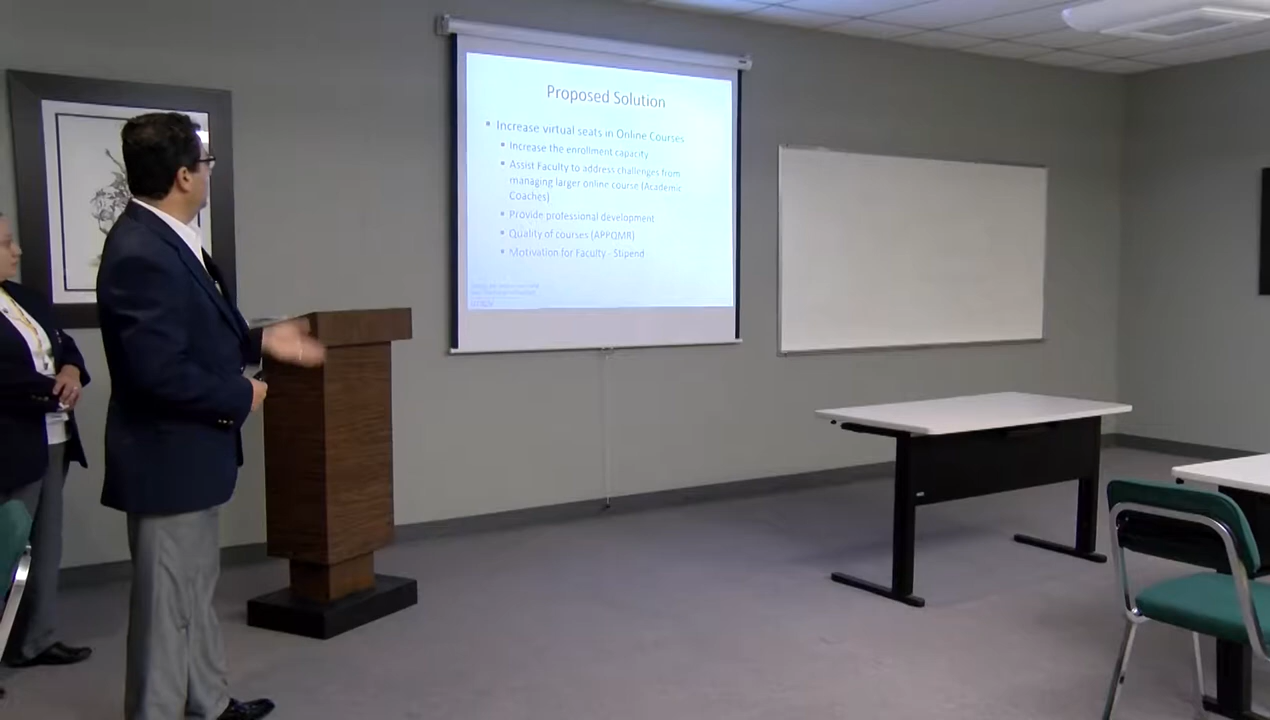 Proposed Solution
• Increase virtual seats in Online Courses
• Increase the enrollment capacity
• Assist Faculty to address challenges from
managing larger online course (Academic
Coaches)
• Provide professional development
• Quality of courses (APPQMR)
• Motivation for Faculty - Stipend